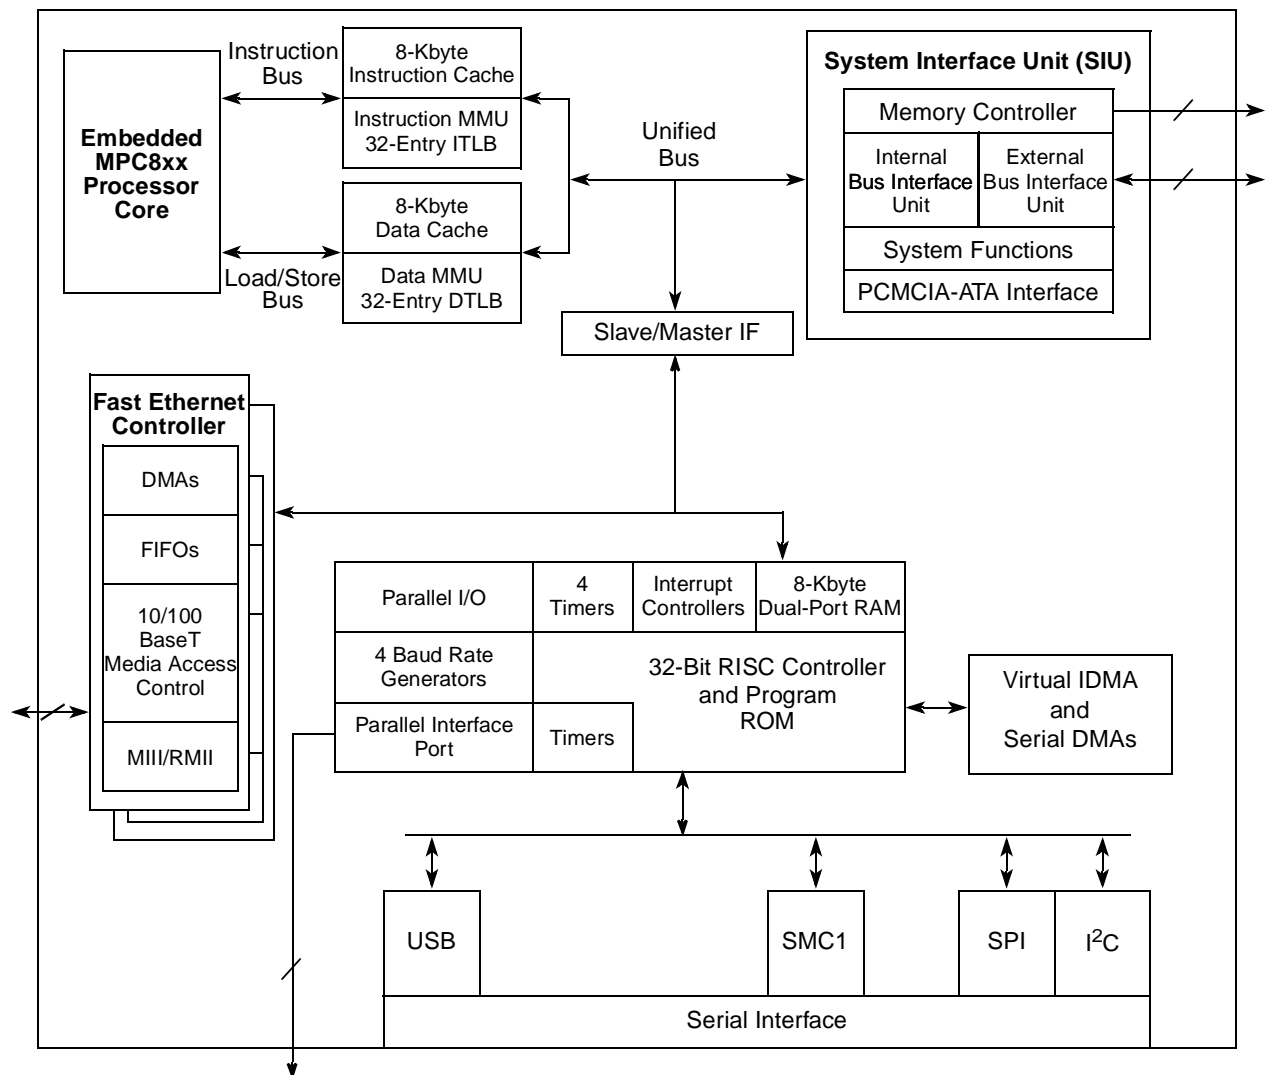 Instruction
Bus
8-Kbyte
Instruction Cache
Instruction MMU
32-Entry ITLB
Embedded
MPC8xx
Processor
Core
8-Kbyte
Data Cache
Data MMU
32-Entry DTLB
Load/Store
Bus
Unified
Bus
System Interface Unit (SIU)
Memory Controller
Internal
Bus Interface
Unit
External
Bus Interface
Unit
System Functions
PCMCIA-ATA Interface
Slave/Master IF
Fast Ethernet
Controller
DMAs
FIFOs
10/100
BaseT
Media Access
Control
MIII/RMII
Parallel I/O
4
Timers
Interrupt
Controllers
8-Kbyte
Dual-Port RAM
4 Baud Rate
Generators
32-Bit RISC Controller
and Program
ROM
Parallel Interface
Port
Timers
Virtual IDMA
and
Serial DMAs
USB
SMC1
SPI
I²C
Serial Interface